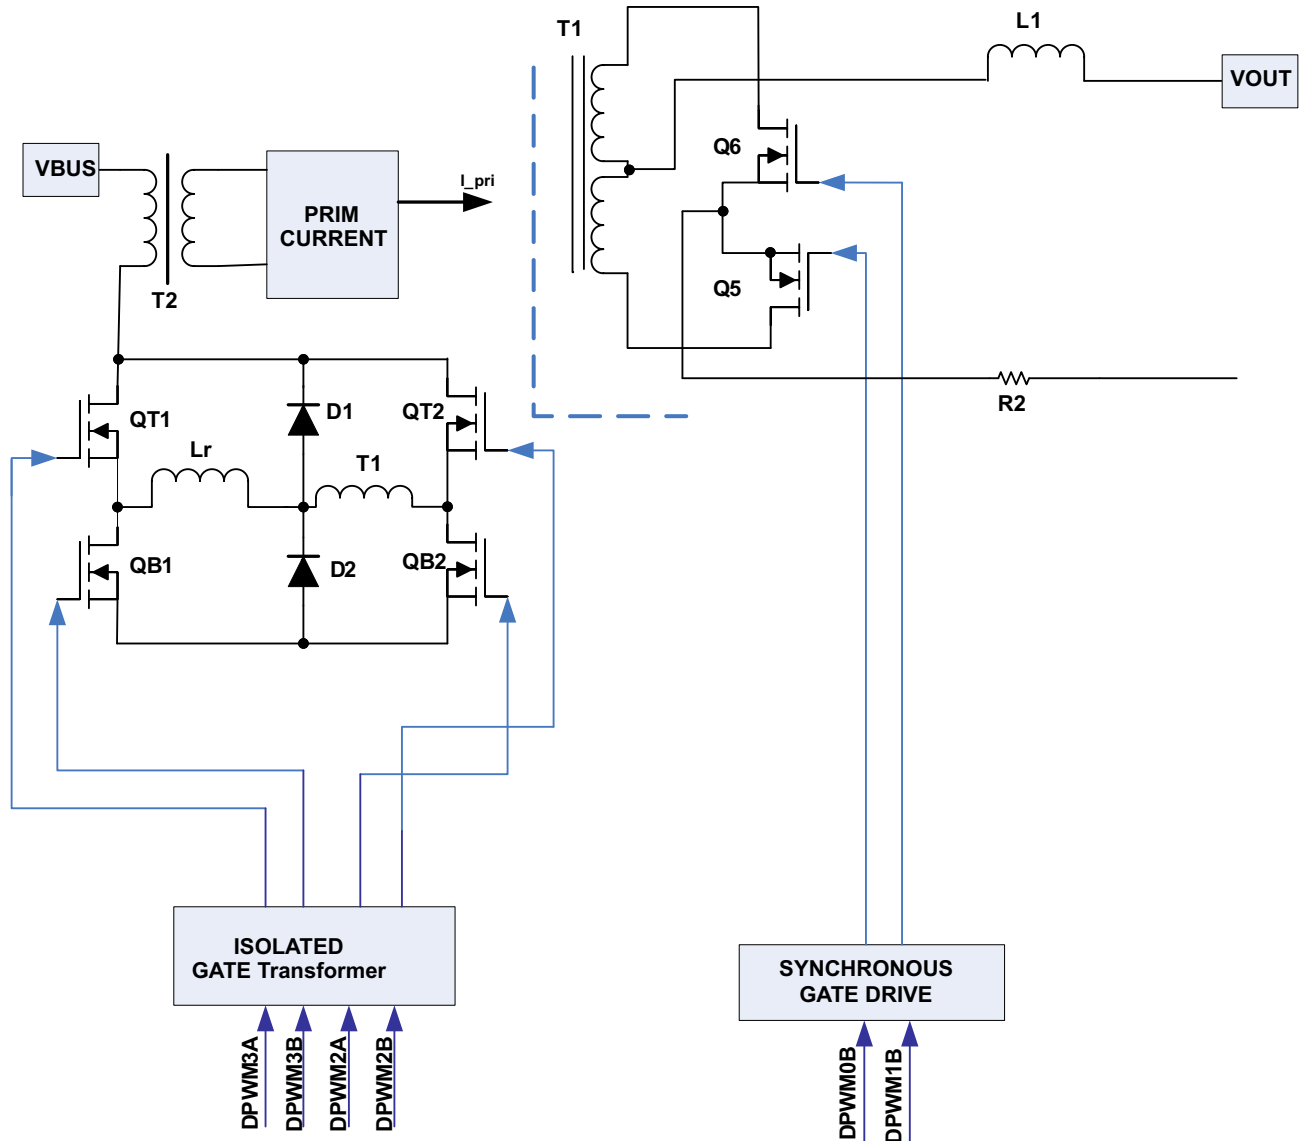 T1
L1
VOUT
VBUS
T2
PRIM
CURRENT
I_pri
Q6
Q5
R2
QT1
D1
QT2
Lr
T1
QB1
D2
QB2
ISOLATED
GATE Transformer
SYNCHRONOUS
GATE DRIVE
DPWM3A
DPWM3B
DPWM2A
DPWM2B
DPWM0B
DPWM1B